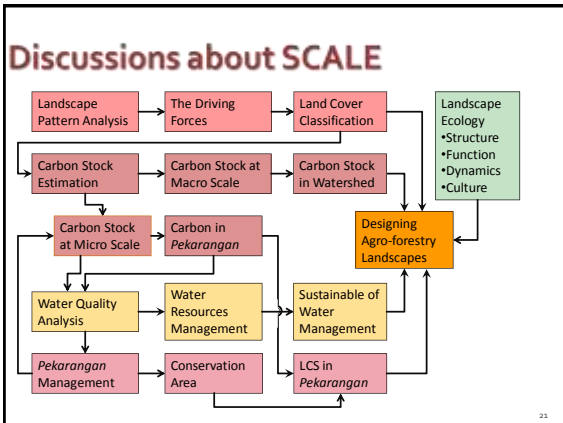 Discussions about SCALE
Landscape
Pattern Analysis
The Driving
Forces
Land Cover
Classification
Landscape
Ecology
•Structure
•Function
•Dynamics
•Culture
Carbon Stock
Estimation
Carbon Stock at
Macro Scale
Carbon Stock
in Watershed
Carbon Stock
at Micro Scale
Carbon in
Pekarangan
Designing
Agro-forestry
Landscapes
Water Quality
Analysis
Water
Resources
Management
Sustainable of
Water
Management
Pekarangan
Management
Conservation
Area
LCS in
Pekarangan
21